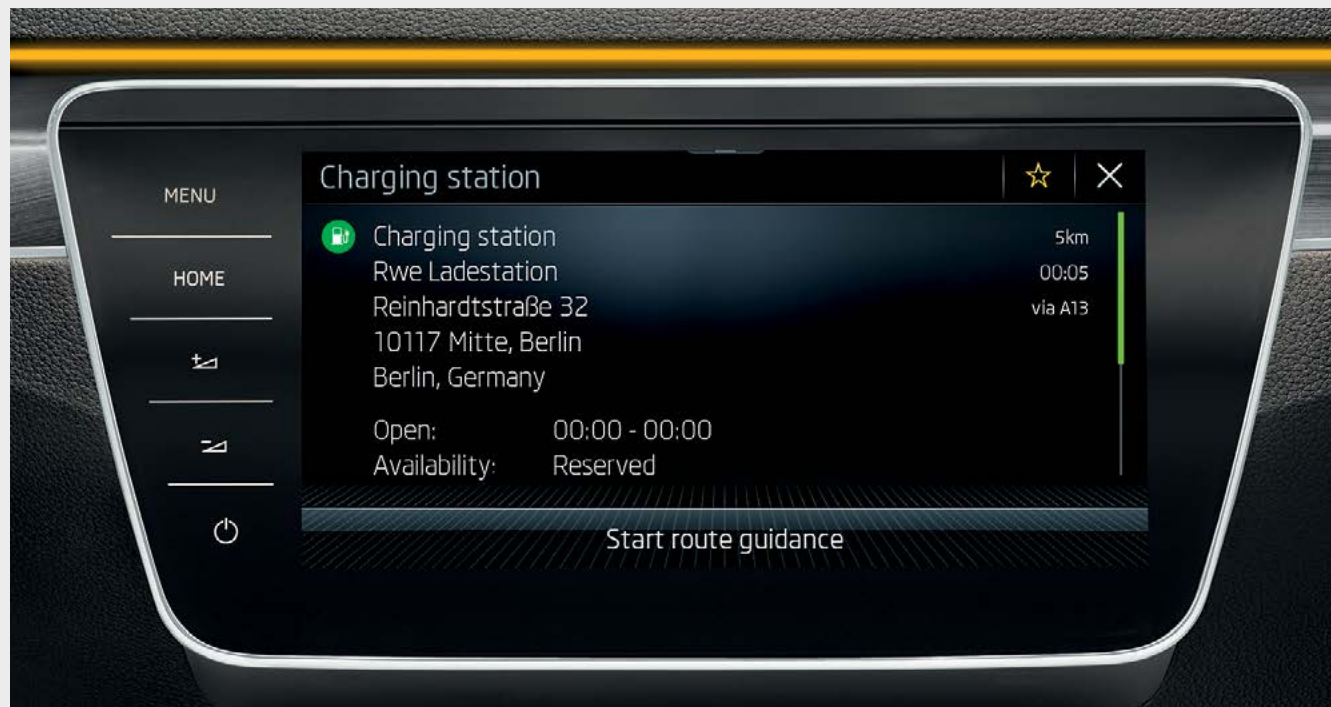 MENU
HOME
Charging station
Charging station
Rwe Ladestation
Reinhardtstraße 32
10117 Mitte, Berlin
Berlin, Germany
5km
00:05
via A13
Open: 00:00 - 00:00
Availability: Reserved
Start route guidance